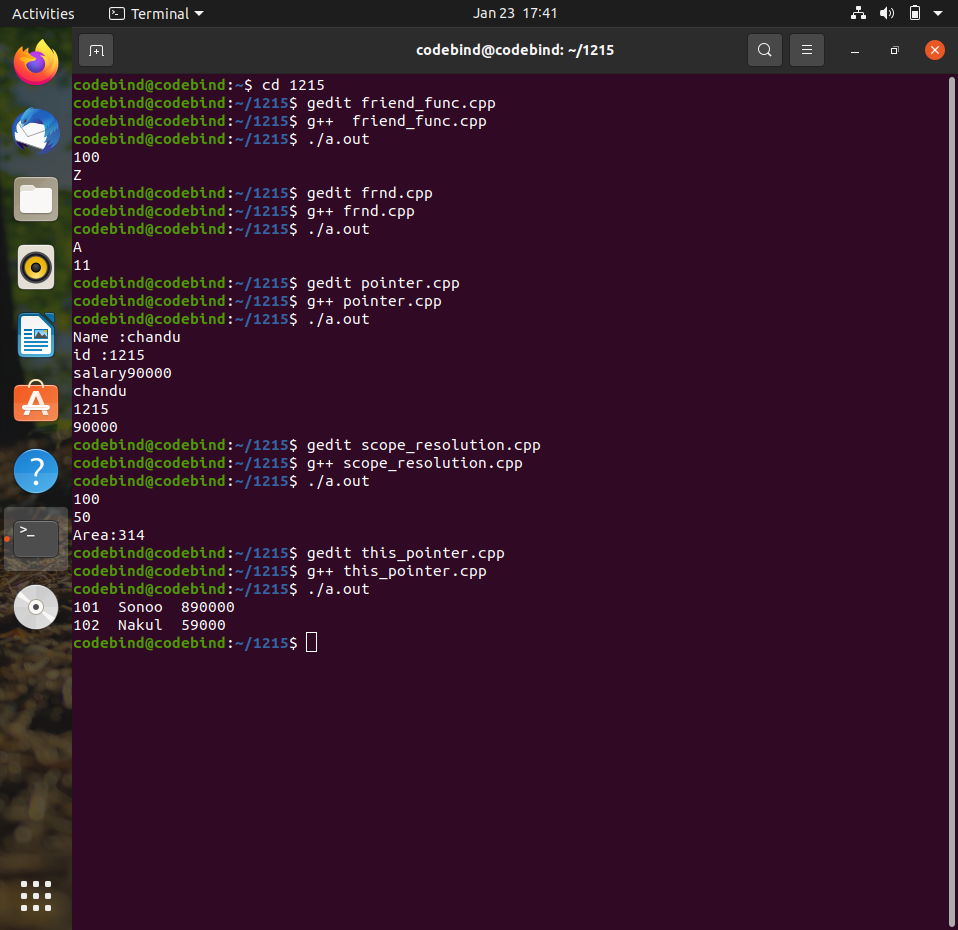 Activities Terminal Jan 23 17:41
codebind@codebind: ~/1215
codebind@codebind:~$ cd 1215
codebind@codebind:~/1215$ gedit friend_func.cpp
codebind@codebind:~/1215$ g++  friend_func.cpp
codebind@codebind:~/1215$ ./a.out
100
Z
codebind@codebind:~/1215$ gedit frnd.cpp
codebind@codebind:~/1215$ g++ frnd.cpp
codebind@codebind:~/1215$ ./a.out
A
11
codebind@codebind:~/1215$ gedit pointer.cpp
codebind@codebind:~/1215$ g++ pointer.cpp
codebind@codebind:~/1215$ ./a.out
Name :chandu
id :1215
salary90000
chandu
1215
90000
codebind@codebind:~/1215$ gedit scope_resolution.cpp
codebind@codebind:~/1215$ g++ scope_resolution.cpp
codebind@codebind:~/1215$ ./a.out
100
50
Area:314
codebind@codebind:~/1215$ gedit this_pointer.cpp
codebind@codebind:~/1215$ g++ this_pointer.cpp
codebind@codebind:~/1215$ ./a.out
101  Sonoo  890000
102  Nakul  59000
codebind@codebind:~/1215$